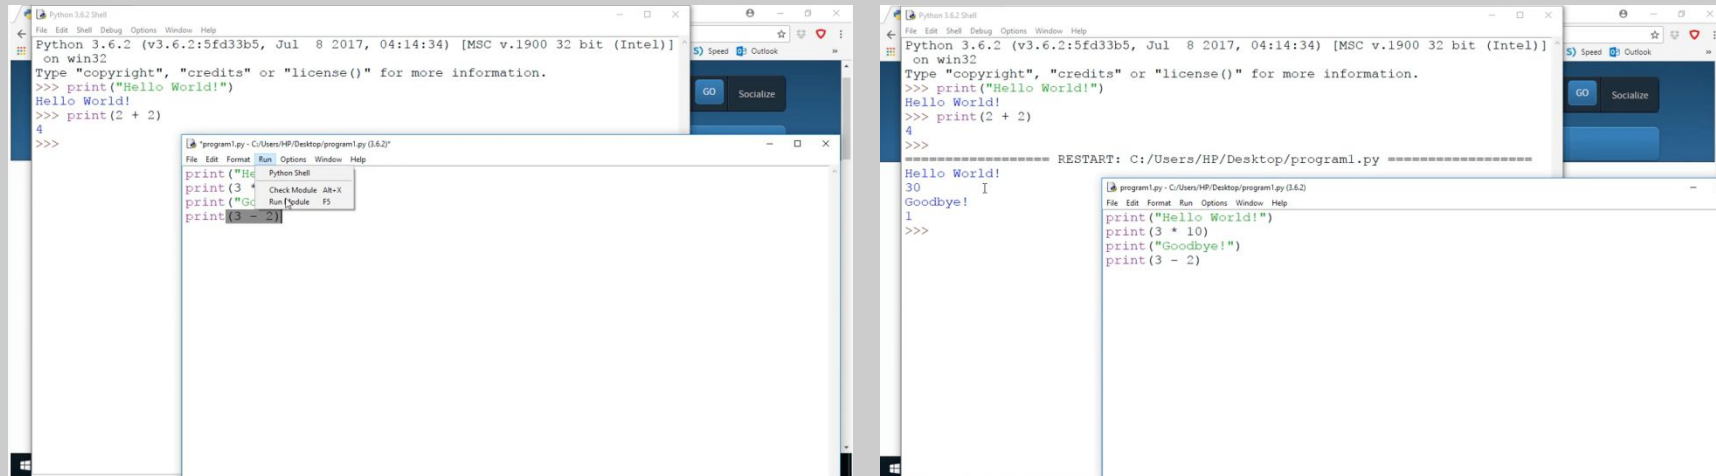 Python 3.6.2 Shell
File Edit Shell Debug Options Window Help
Python 3.6.2 (v3.6.2:5fd33b5, Jul  8 2017, 04:14:34) [MSC v.1900 32 bit (Intel)]
on win32
Type "copyright", "credits" or "license()" for more information.
>>> print("Hello World!")
Hello World!
>>> print(2 + 2)
4
>>>
Speed Outlook »
GO Socialize
*program1.py - C:/Users/HP/Desktop/program1.py (3.6.2)*
File Edit Format Run Options Window Help
print("He
print(3 *
print("Go
print(3 - 2)
Python Shell
Check Module Alt+X
Run Module F5
Python 3.6.2 Shell
File Edit Shell Debug Options Window Help
Python 3.6.2 (v3.6.2:5fd33b5, Jul  8 2017, 04:14:34) [MSC v.1900 32 bit (Intel)]
on win32
Type "copyright", "credits" or "license()" for more information.
>>> print("Hello World!")
Hello World!
>>> print(2 + 2)
4
>>>
================== RESTART: C:/Users/HP/Desktop/program1.py ==================
Hello World!
30
Goodbye!
1
>>>
Speed Outlook »
GO Socialize
program1.py - C:/Users/HP/Desktop/program1.py (3.6.2)
File Edit Format Run Options Window Help
print("Hello World!")
print(3 * 10)
print("Goodbye!")
print(3 - 2)